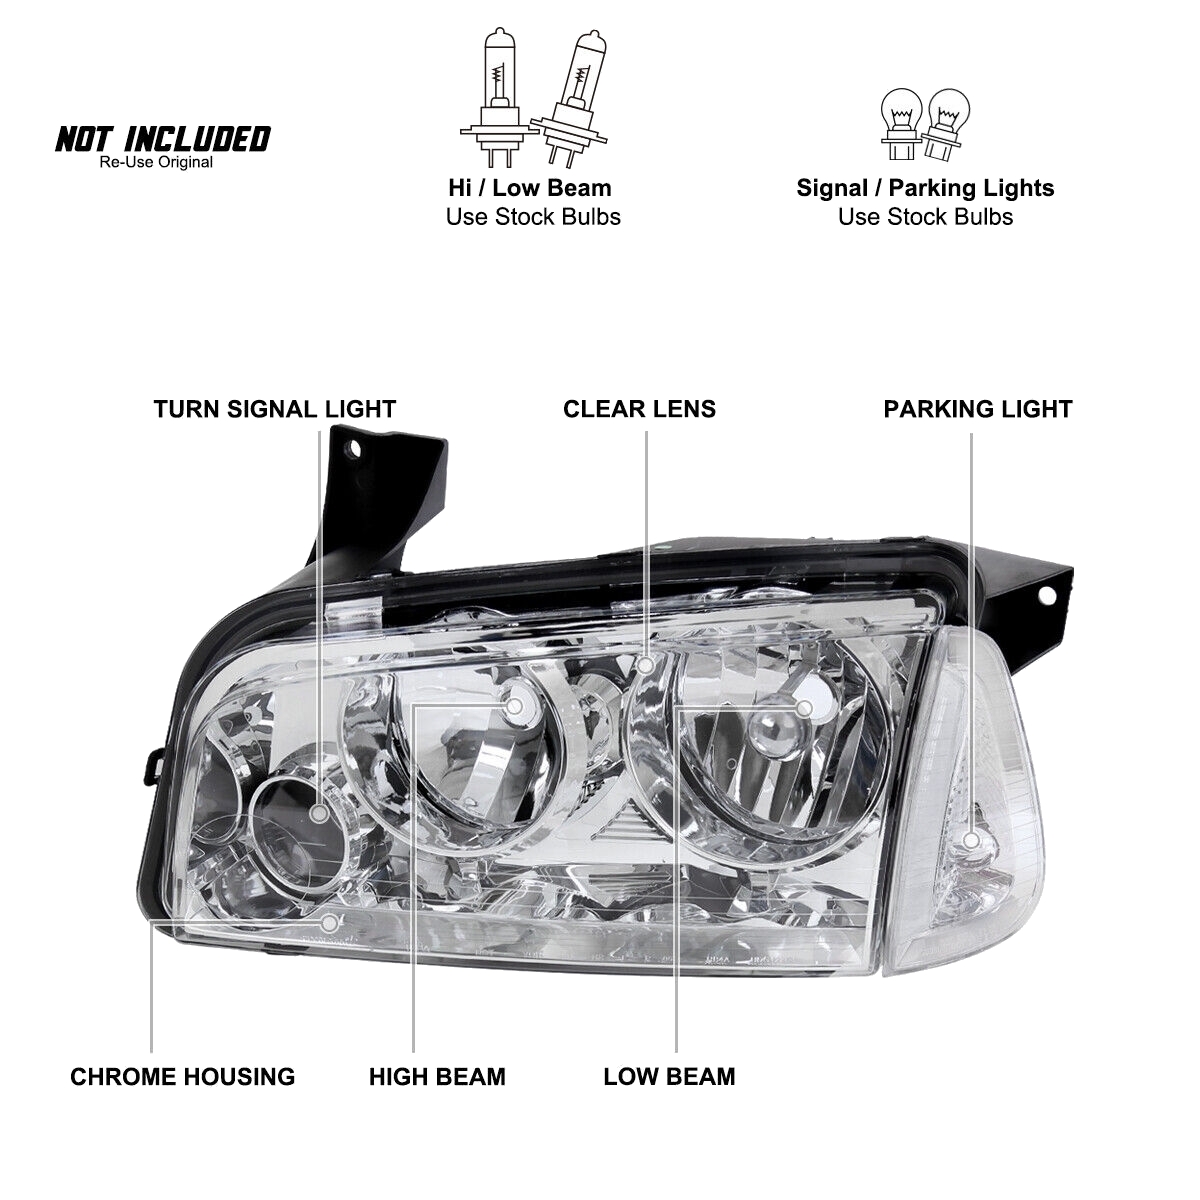 NOT INCLUDED
Re-Use Original
Hi / Low Beam
Use Stock Bulbs
Signal / Parking Lights
Use Stock Bulbs
TURN SIGNAL LIGHT
CLEAR LENS
PARKING LIGHT
CHROME HOUSING
HIGH BEAM
LOW BEAM